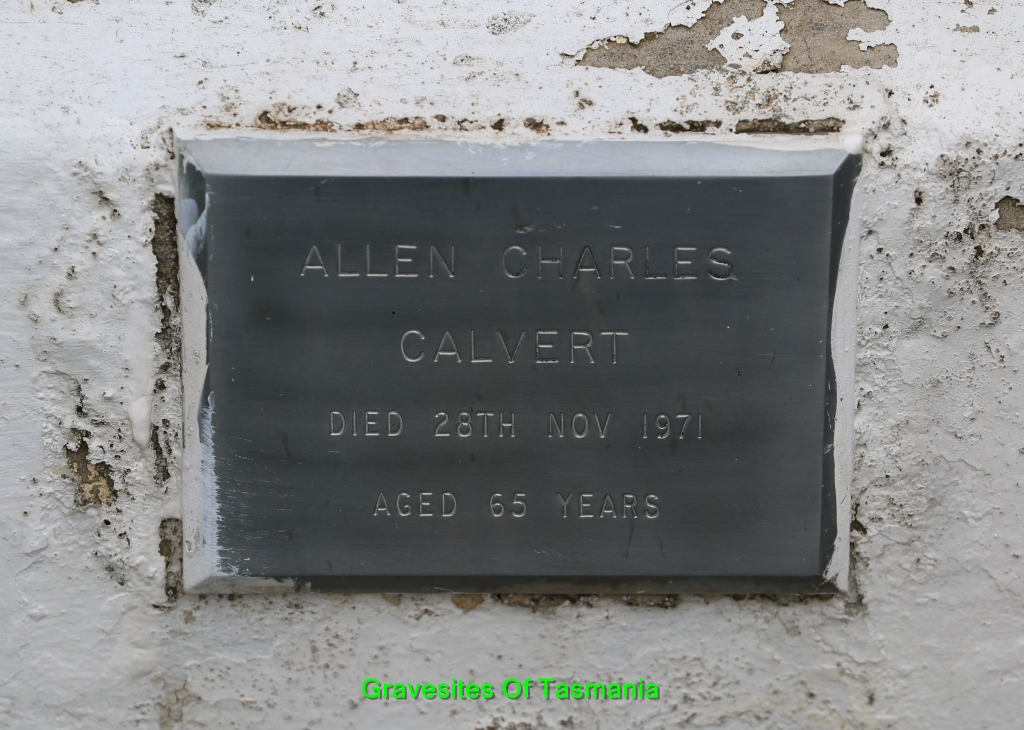 ALLEN CHARLES
CALVERT
DIED 28TH NOV 1971
AGED 65 YEARS
Gravesites Of Tasmania